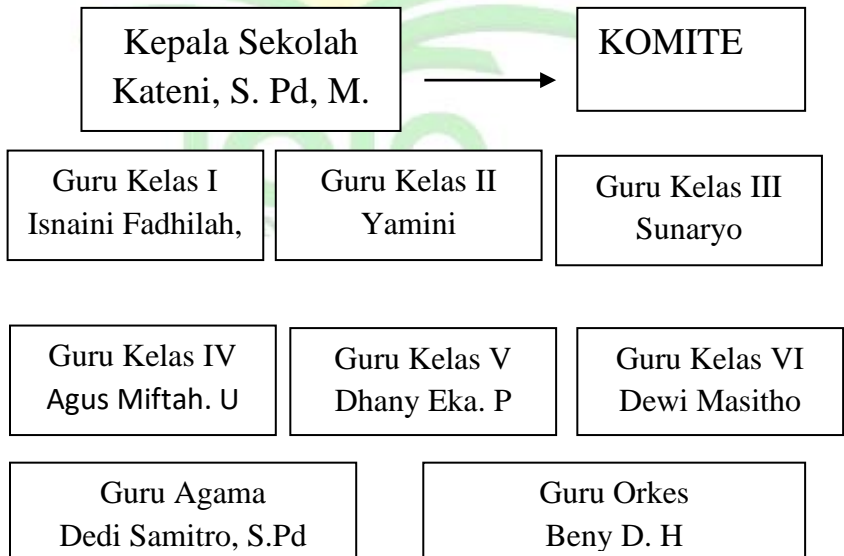 Kepala Sekolah
Kateni, S. Pd, M.
KOMITE
Guru Kelas I
Isnaini Fadhilah,
Guru Kelas II
Yamini
Guru Kelas III
Sunaryo
Guru Kelas IV
Agus Miftah. U
Guru Kelas V
Dhany Eka. P
Guru Kelas VI
Dewi Masitho
Guru Agama
Dedi Samitro, S.Pd
Guru Orkes
Beny D. H